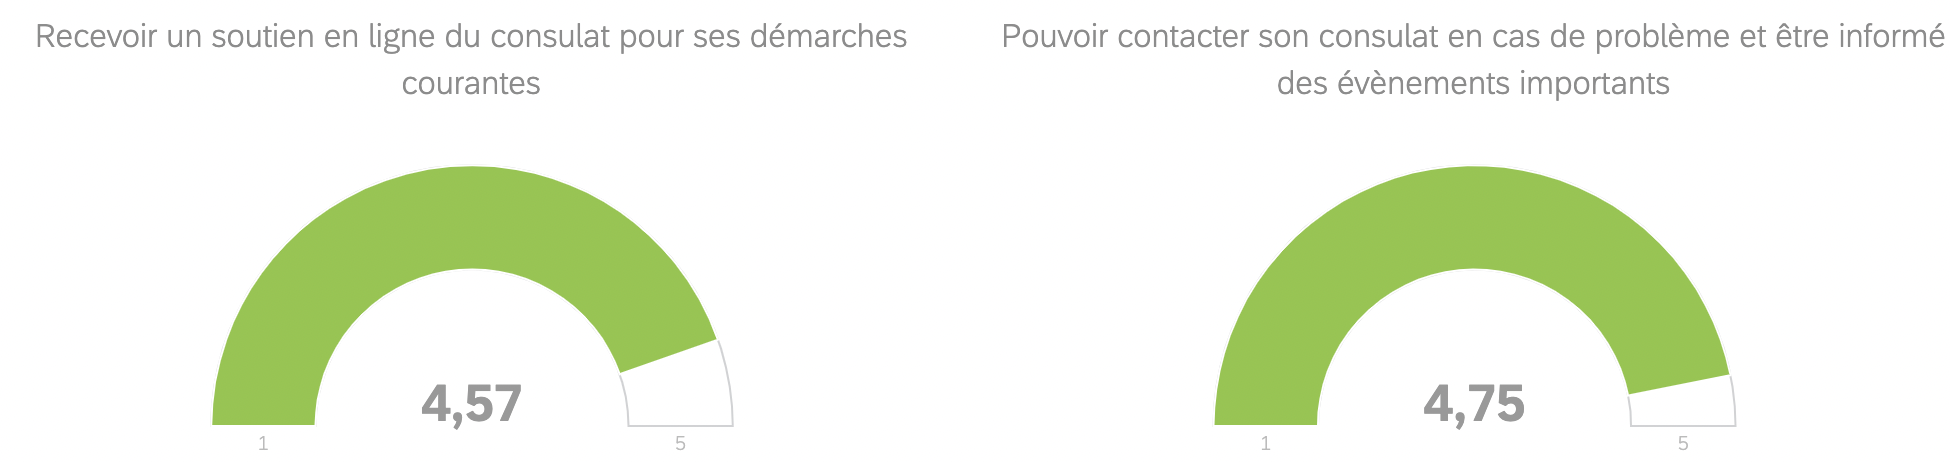 Recevoir un soutien en ligne du consulat pour ses démarches
courantes
4,57
1
5
Pouvoir contacter son consulat en cas de problème et être informé
des évènements importants
4,75
1
5